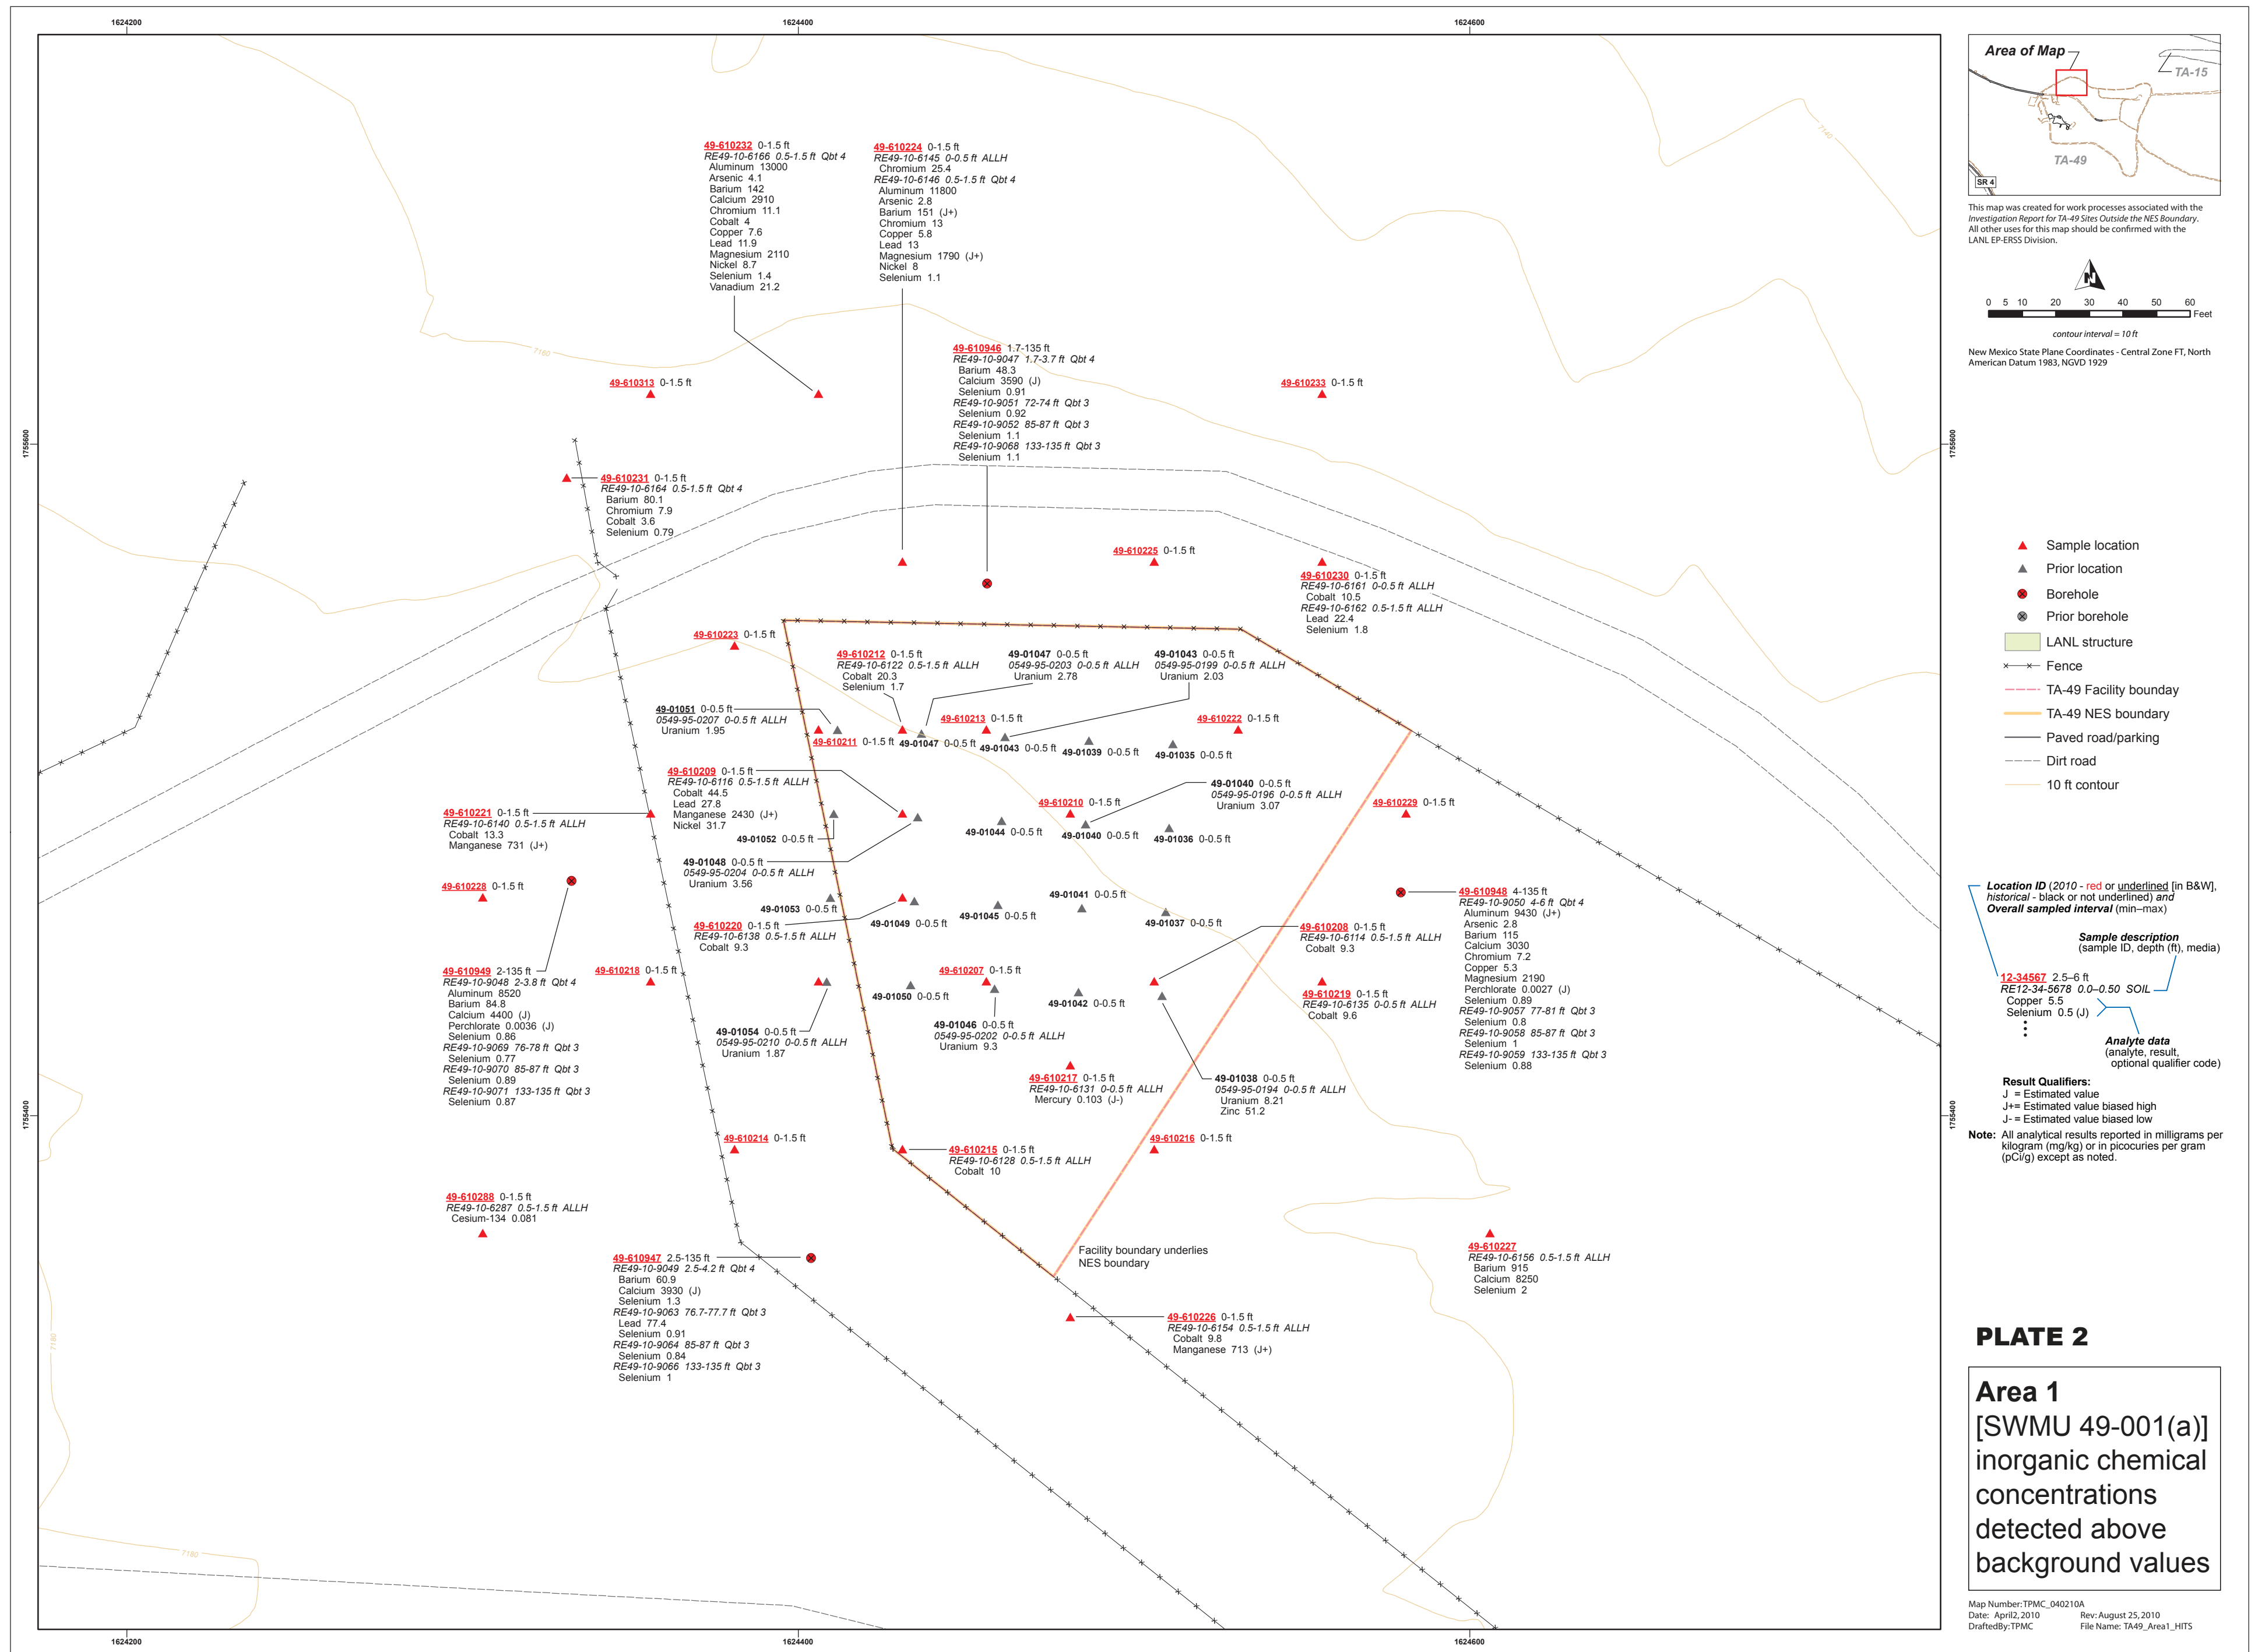 1624200
1624400
1624600
1755600
1755400
1755600
1755400
1624200
1624400
1624600
7160
7140
7180
7180
49-610232 0-1.5 ft
RE49-10-6166 0.5-1.5 ft Qbt 4
Aluminum 13000
Arsenic 4.1
Barium 142
Calcium 2910
Chromium 11.1
Cobalt 4
Copper 7.6
Lead 11.9
Magnesium 2110
Nickel 8.7
Selenium 1.4
Vanadium 21.2
49-610224 0-1.5 ft
RE49-10-6145 0-0.5 ft ALLH
Chromium 25.4
RE49-10-6146 0.5-1.5 ft Qbt 4
Aluminum 11800
Arsenic 2.8
Barium 151 (J+)
Chromium 13
Copper 5.8
Lead 13
Magnesium 1790 (J+)
Nickel 8
Selenium 1.1
49-610946 1.7-135 ft
RE49-10-9047 1.7-3.7 ft Qbt 4
Barium 48.3
Calcium 3590 (J)
Selenium 0.91
RE49-10-9051 72-74 ft Qbt 3
Selenium 0.92
RE49-10-9052 85-87 ft Qbt 3
Selenium 1.1
RE49-10-9068 133-135 ft Qbt 3
Selenium 1.1
49-610313 0-1.5 ft
49-610233 0-1.5 ft
49-610231 0-1.5 ft
RE49-10-6164 0.5-1.5 ft Qbt 4
Barium 80.1
Chromium 7.9
Cobalt 3.6
Selenium 0.79
49-610225 0-1.5 ft
49-610230 0-1.5 ft
RE49-10-6161 0-0.5 ft ALLH
Cobalt 10.5
RE49-10-6162 0.5-1.5 ft ALLH
Lead 22.4
Selenium 1.8
49-610223 0-1.5 ft
49-610212 0-1.5 ft
RE49-10-6122 0.5-1.5 ft ALLH
Cobalt 20.3
Selenium 1.7
49-01047 0-0.5 ft
0549-95-0203 0-0.5 ft ALLH
Uranium 2.78
49-01043 0-0.5 ft
0549-95-0199 0-0.5 ft ALLH
Uranium 2.03
49-01051 0-0.5 ft
0549-95-0207 0-0.5 ft ALLH
Uranium 1.95
49-610213 0-1.5 ft
49-610222 0-1.5 ft
49-610211 0-1.5 ft
49-01047 0-0.5 ft
49-01043 0-0.5 ft
49-01039 0-0.5 ft
49-01035 0-0.5 ft
49-610209 0-1.5 ft
RE49-10-6116 0.5-1.5 ft ALLH
Cobalt 44.5
Lead 27.8
Manganese 2430 (J+)
Nickel 31.7
49-01040 0-0.5 ft
0549-95-0196 0-0.5 ft ALLH
Uranium 3.07
49-610210 0-1.5 ft
49-610229 0-1.5 ft
49-610221 0-1.5 ft
RE49-10-6140 0.5-1.5 ft ALLH
Cobalt 13.3
Manganese 731 (J+)
49-01052 0-0.5 ft
49-01044 0-0.5 ft
49-01040 0-0.5 ft
49-01036 0-0.5 ft
49-01048 0-0.5 ft
0549-95-0204 0-0.5 ft ALLH
Uranium 3.56
49-610228 0-1.5 ft
49-01053 0-0.5 ft
49-01041 0-0.5 ft
49-01045 0-0.5 ft
49-01049 0-0.5 ft
49-01037 0-0.5 ft
49-610220 0-1.5 ft
RE49-10-6138 0.5-1.5 ft ALLH
Cobalt 9.3
49-610208 0-1.5 ft
RE49-10-6114 0.5-1.5 ft ALLH
Cobalt 9.3
49-610948 4-135 ft
RE49-10-9050 4-6 ft Qbt 4
Aluminum 9430 (J+)
Arsenic 2.8
Barium 115
Calcium 3030
Chromium 7.2
Copper 5.3
Magnesium 2190
Perchlorate 0.0027 (J)
Selenium 0.89
RE49-10-9057 77-81 ft Qbt 3
Selenium 0.8
RE49-10-9058 85-87 ft Qbt 3
Selenium 1
RE49-10-9059 133-135 ft Qbt 3
Selenium 0.88
49-610949 2-135 ft
RE49-10-9048 2-3.8 ft Qbt 4
Aluminum 8520
Barium 84.8
Calcium 4400 (J)
Perchlorate 0.0036 (J)
Selenium 0.86
RE49-10-9069 76-78 ft Qbt 3
Selenium 0.77
RE49-10-9070 85-87 ft Qbt 3
Selenium 0.89
RE49-10-9071 133-135 ft Qbt 3
Selenium 0.87
49-610218 0-1.5 ft
49-610207 0-1.5 ft
49-01050 0-0.5 ft
49-01042 0-0.5 ft
49-610219 0-1.5 ft
RE49-10-6135 0-0.5 ft ALLH
Cobalt 9.6
49-01054 0-0.5 ft
0549-95-0210 0-0.5 ft ALLH
Uranium 1.87
49-01046 0-0.5 ft
0549-95-0202 0-0.5 ft ALLH
Uranium 9.3
49-610217 0-1.5 ft
RE49-10-6131 0-0.5 ft ALLH
Mercury 0.103 (J-)
49-01038 0-0.5 ft
0549-95-0194 0-0.5 ft ALLH
Uranium 8.21
Zinc 51.2
49-610214 0-1.5 ft
49-610215 0-1.5 ft
RE49-10-6128 0.5-1.5 ft ALLH
Cobalt 10
49-610216 0-1.5 ft
49-610288 0-1.5 ft
RE49-10-6287 0.5-1.5 ft ALLH
Cesium-134 0.081
49-610947 2.5-135 ft
RE49-10-9049 2.5-4.2 ft Qbt 4
Barium 60.9
Calcium 3930 (J)
Selenium 1.3
RE49-10-9063 76.7-77.7 ft Qbt 3
Lead 77.4
Selenium 0.91
RE49-10-9064 85-87 ft Qbt 3
Selenium 0.84
RE49-10-9066 133-135 ft Qbt 3
Selenium 1
Facility boundary underlies
NES boundary
49-610227
RE49-10-6156 0.5-1.5 ft ALLH
Barium 915
Calcium 8250
Selenium 2
49-610226 0-1.5 ft
RE49-10-6154 0.5-1.5 ft ALLH
Cobalt 9.8
Manganese 713 (J+)
Area of Map
TA-15
TA-49
SR 4
This map was created for work processes associated with the
Investigation Report for TA-49 Sites Outside the NES Boundary.
All other uses for this map should be confirmed with the
LANL EP-ERSS Division.
N
0 5 10 20 30 40 50 60
Feet
contour interval = 10 ft
New Mexico State Plane Coordinates - Central Zone FT, North
American Datum 1983, NGVD 1929
Sample location
Prior location
Borehole
Prior borehole
LANL structure
Fence
TA-49 Facility bounday
TA-49 NES boundary
Paved road/parking
Dirt road
10 ft contour
Location ID (2010 - red or underlined [in B&W],
historical - black or not underlined) and
Overall sampled interval (min–max)
Sample description
(sample ID, depth (ft), media)
12-34567 2.5–6 ft
RE12-34-5678 0.0–0.50 SOIL
Copper 5.5
Selenium 0.5 (J)
Analyte data
(analyte, result,
optional qualifier code)
Result Qualifiers:
J = Estimated value
J+= Estimated value biased high
J- = Estimated value biased low
Note: All analytical results reported in milligrams per
kilogram (mg/kg) or in picocuries per gram
(pCi/g) except as noted.
PLATE 2
Area 1
[SWMU 49-001(a)]
inorganic chemical
concentrations
detected above
background values
Map Number:TPMC_040210A
Date: April2, 2010 Rev: August 25, 2010
DraftedBy:TPMC File Name: TA49_Area1_HITS